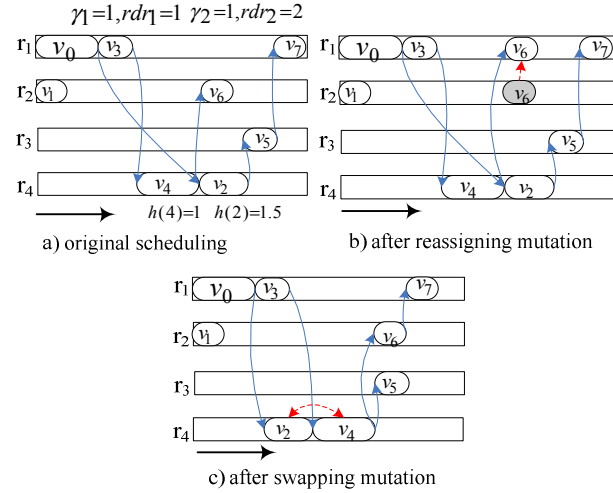 γ₁=1,rdr₁=1 γ₂=1,rdr₂=2
r₁ v₀ v₃ v₇
r₂ v₁ v₆
r₃ v₅
r₄ v₄ v₂
h(4)=1 h(2)=1.5
a) original scheduling
r₁ v₀ v₃ v₆ v₇
r₂ v₁ v₆
r₃ v₅
r₄ v₄ v₂
b) after reassigning mutation
r₁ v₀ v₃ v₇
r₂ v₁ v₆
r₃ v₅
r₄ v₂ v₄
c) after swapping mutation